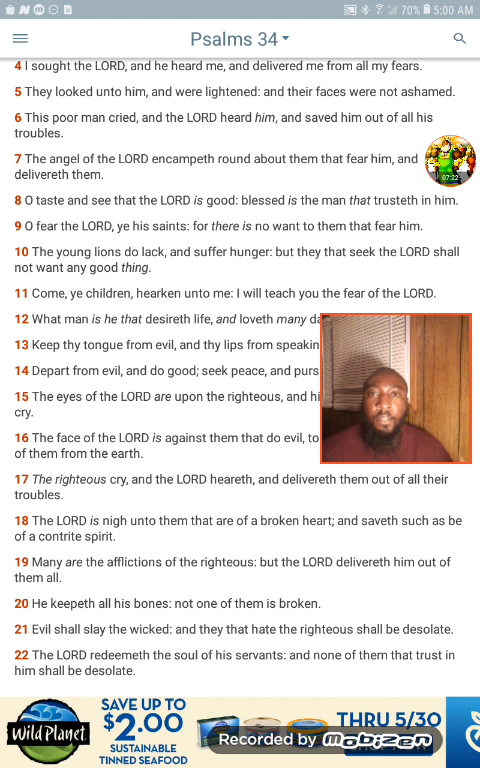 70% 5:00 AM
Psalms 34
4 I sought the LORD, and he heard me, and delivered me from all my fears.
5 They looked unto him, and were lightened: and their faces were not ashamed.
6 This poor man cried, and the LORD heard him, and saved him out of all his
troubles.
7 The angel of the LORD encampeth round about them that fear him, and
delivereth them.
07:22
8 O taste and see that the LORD is good: blessed is the man that trusteth in him.
9 O fear the LORD, ye his saints: for there is no want to them that fear him.
10 The young lions do lack, and suffer hunger: but they that seek the LORD shall
not want any good thing.
11 Come, ye children, hearken unto me: I will teach you the fear of the LORD.
12 What man is he that desireth life, and loveth many
13 Keep thy tongue from evil, and thy lips from
14 Depart from evil, and do good; seek peace, and
15 The eyes of the LORD are upon the righteous, and
cry.
16 The face of the LORD is against them that do evil, to
of them from the earth.
17 The righteous cry, and the LORD heareth, and delivereth them out of all their
troubles.
18 The LORD is nigh unto them that are of a broken heart; and saveth such as be
of a contrite spirit.
19 Many are the afflictions of the righteous: but the LORD delivereth him out of
them all.
20 He keepeth all his bones: not one of them is broken.
21 Evil shall slay the wicked: and they that hate the righteous shall be desolate.
22 The LORD redeemeth the soul of his servants: and none of them that trust in
him shall be desolate.
Wild Planet
SAVE UP TO
$2.00
SUSTAINABLE
TINNED SEAFOOD
THRU 5/30
Recorded by mobizen